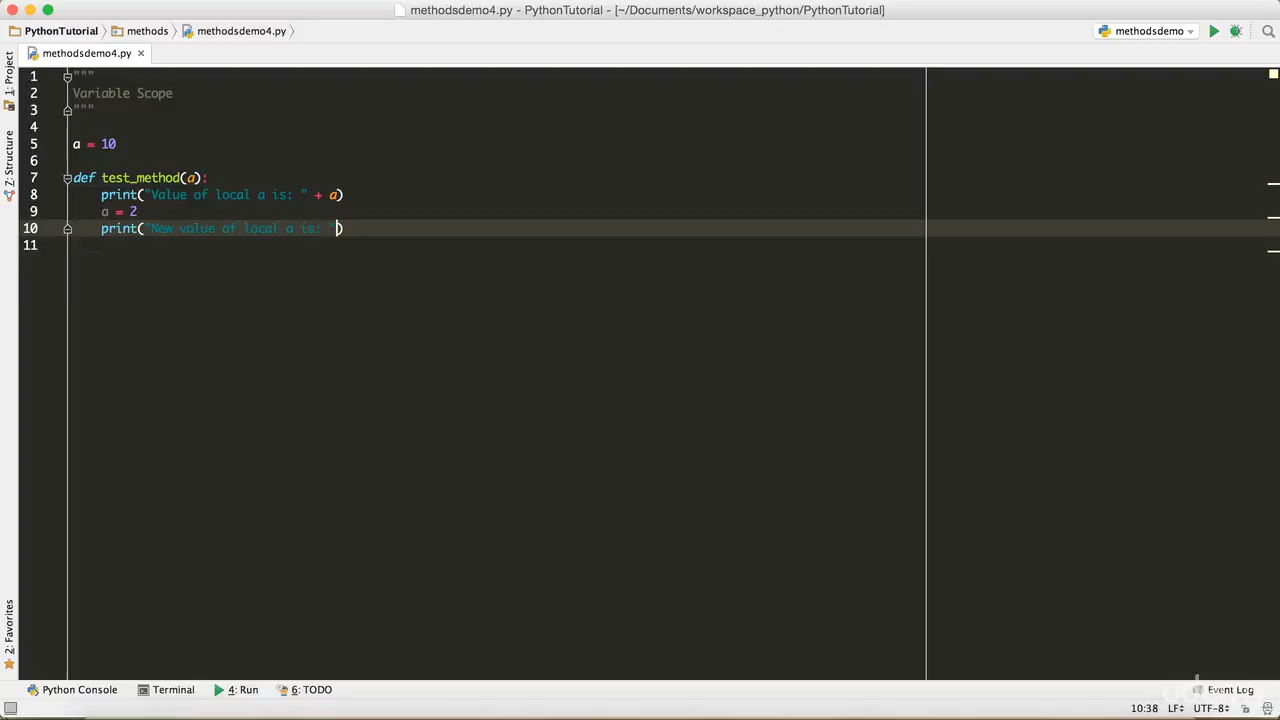 methodsdemo4.py - PythonTutorial - [~/Documents/workspace_python/PythonTutorial]
PythonTutorial methods methodsdemo4.py methodsdemo
methodsdemo4.py ×
1: Project
Z: Structure
2: Favorites
1 """
2 Variable Scope
3 """
4
5 a = 10
6
7 def test_method(a):
8 print("Value of local a is: " + a)
9 a = 2
10 print("New value of local a is: ")
11
Python Console Terminal 4: Run 6: TODO Event Log
10:38 LF÷ UTF-8÷